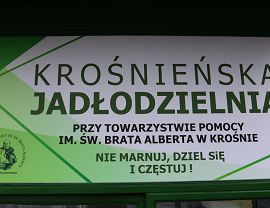 KROŚNIEŃSKA
JADŁODZIELNIA
PRZY TOWARZYSTWIE POMOCY
IM. ŚW. BRATA ALBERTA W KROŚNIE
NIE MARNUJ, DZIEL SIĘ
I CZĘSTUJ !